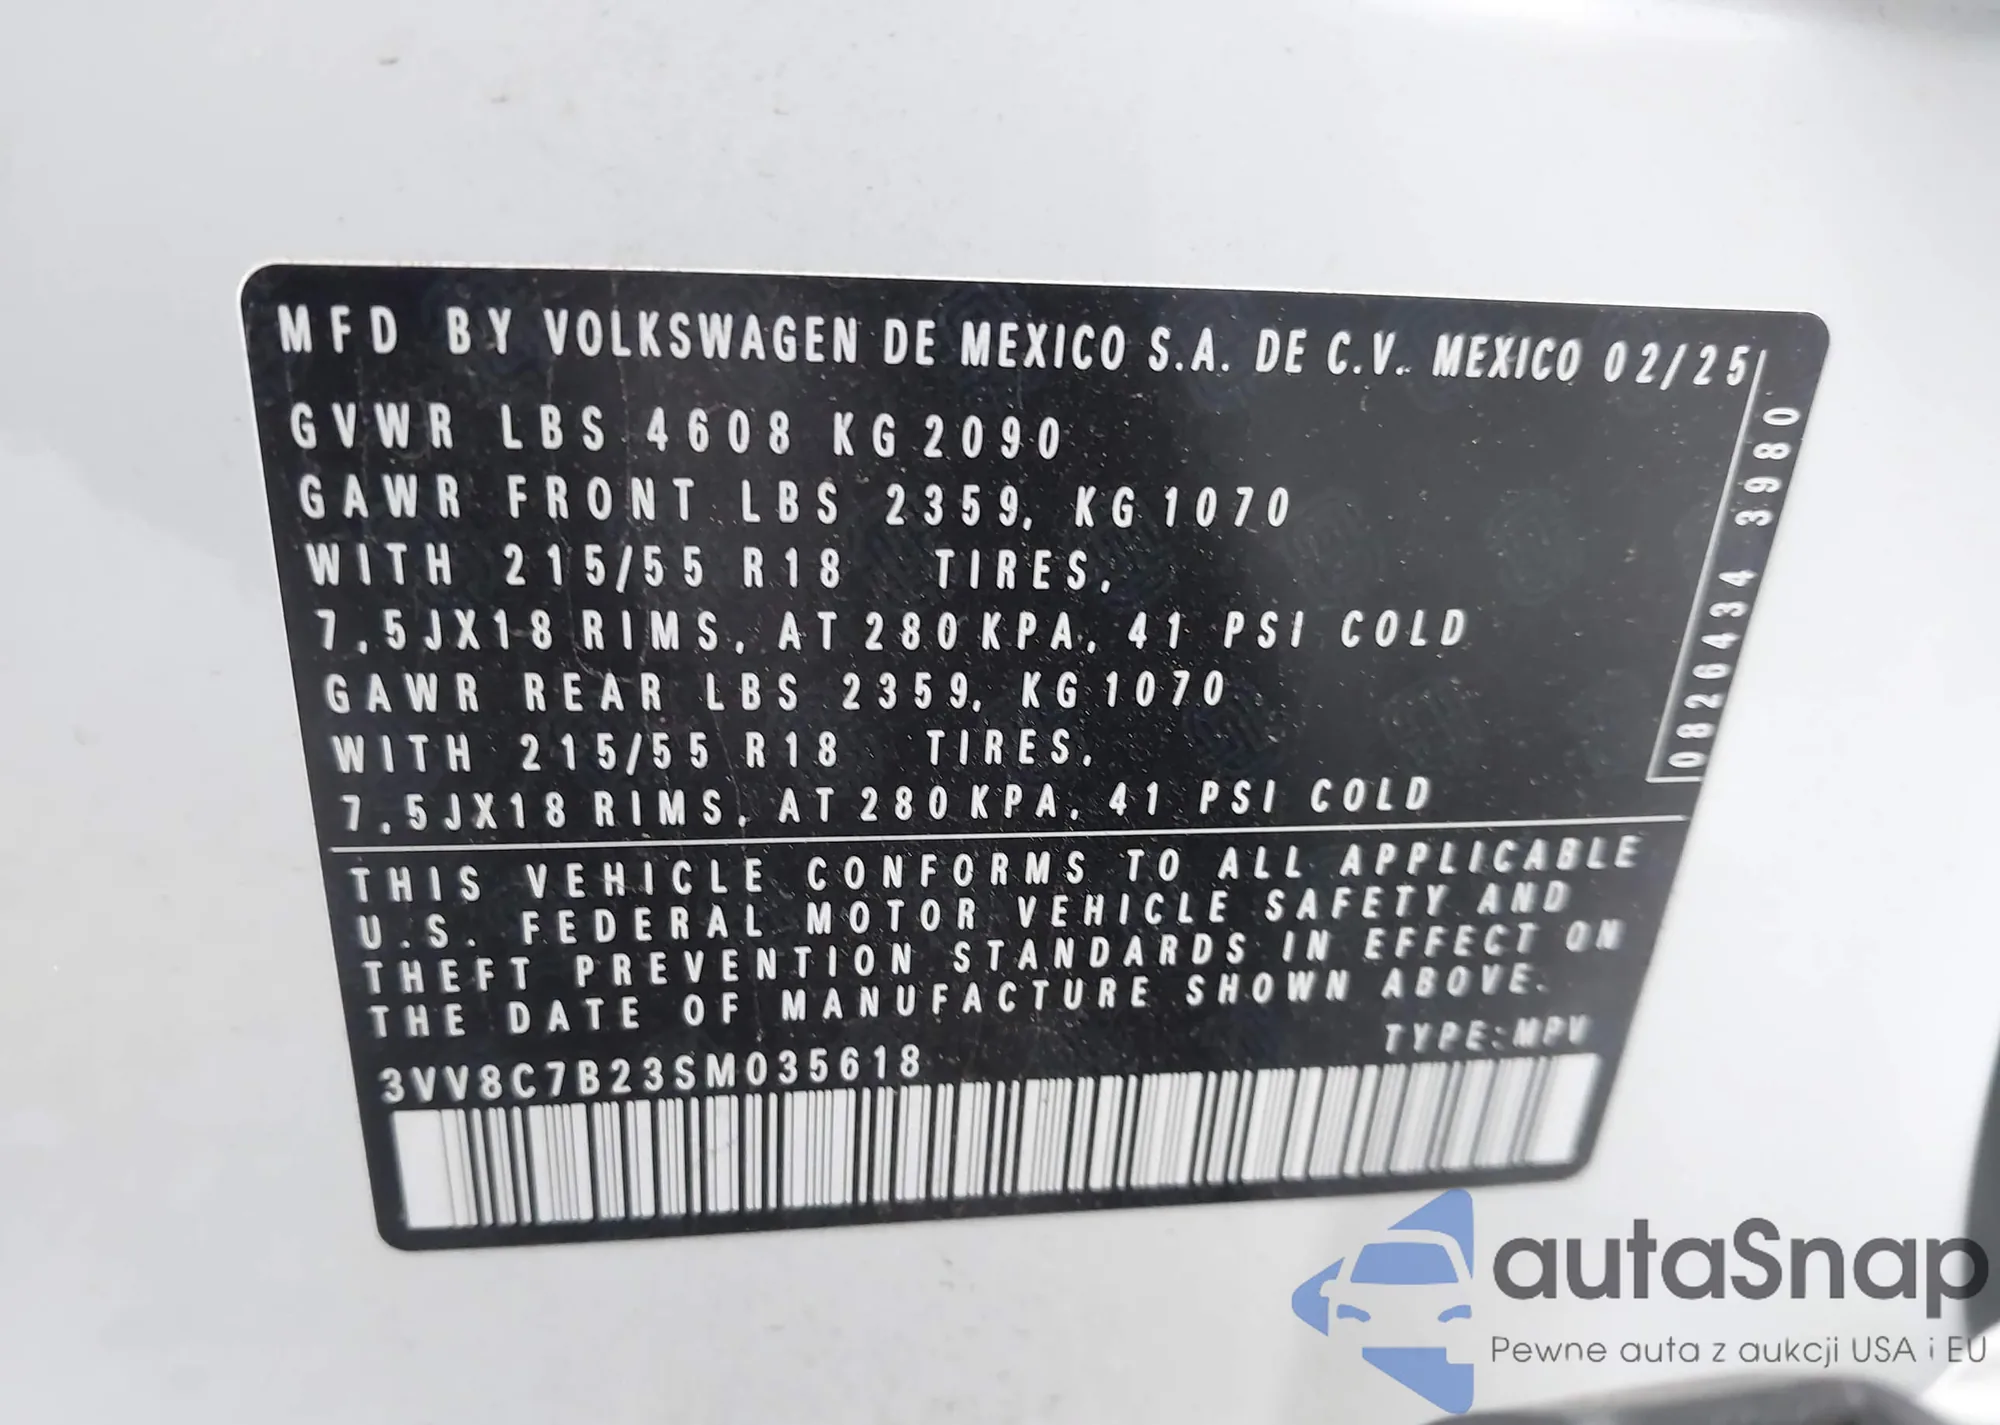 MFD BY VOLKSWAGEN DE MEXICO S.A. DE C.V. MEXICO 02/25
GVWR LBS 4608 KG 2090
GAWR FRONT LBS 2359, KG 1070
WITH 215/55 R18 TIRES,
7,5JX18 RIMS, AT 280 KPA, 41 PSI COLD
GAWR REAR LBS 2359, KG 1070
WITH 215/55 R18 TIRES,
7,5JX18 RIMS, AT 280 KPA, 41 PSI COLD
0826434 3980
THIS VEHICLE CONFORMS TO ALL APPLICABLE
U.S. FEDERAL MOTOR VEHICLE SAFETY AND
THEFT PREVENTION STANDARDS IN EFFECT ON
THE DATE OF MANUFACTURE SHOWN ABOVE.
TYPE:MPV
3VV8C7B23SM035618
autaSnap
Pewne auta z aukcji USA i EU